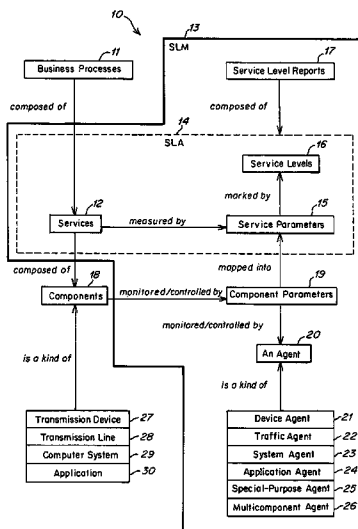 10
13
SLM
11
Business Processes
17
Service Level Reports
composed of
composed of
14
SLA
16
Service Levels
marked by
12
Services
measured by
15
Service Parameters
composed of
mapped into
18
Components
monitored/controlled by
19
Component Parameters
monitored/controlled by
20
An Agent
is a kind of
is a kind of
Transmission Device 27
Transmission Line 28
Computer System 29
Application 30
Device Agent 21
Traffic Agent 22
System Agent 23
Application Agent 24
Special-Purpose Agent 25
Multicomponent Agent 26